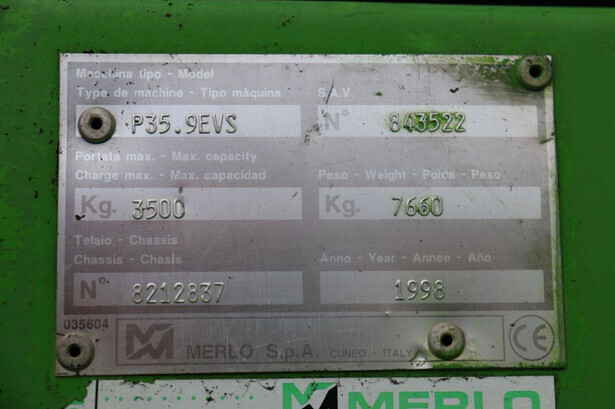 Macchina tipo - Model
Type de machine - Tipo màquina
S.A.V.
P35.9EVS
N° 843522
Portata max. - Max. capacity
Charge max. - Max. capacidad
Peso - Weight - Poids - Peso
Kg. 3500
Kg. 7660
Telaio - Chassis
Chassis - Chasis
Anno - Year - Année - Año
N° 8212837
1998
035604
MERLO S.p.A. CUNEO - ITALY
CE
MERLO